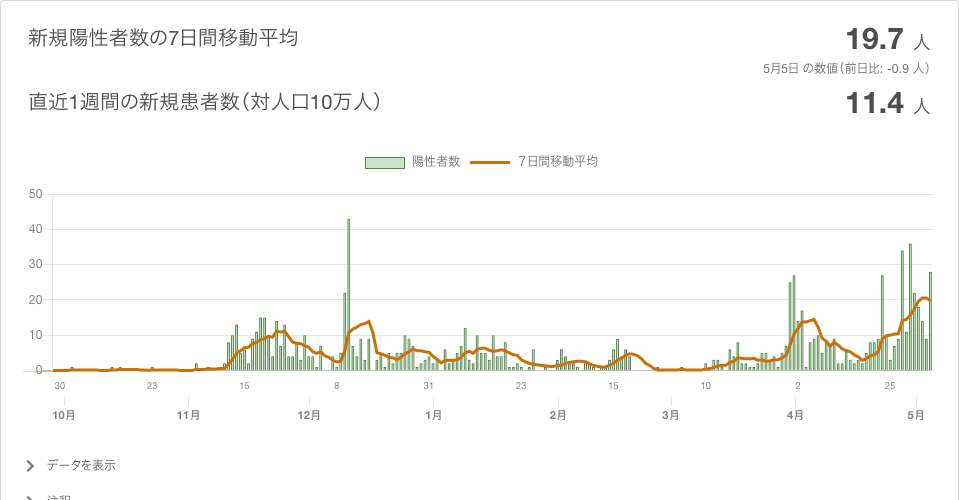 新規陽性者数の7日間移動平均
19.7 人
5月5日 の数値（前日比: -0.9 人）
直近1週間の新規患者数（対人口10万人）
11.4 人
陽性者数 7日間移動平均
50
40
30
20
10
0
30 23 15 8 31 23 15 10 2 25
10月 11月 12月 1月 2月 3月 4月 5月
データを表示
注釈